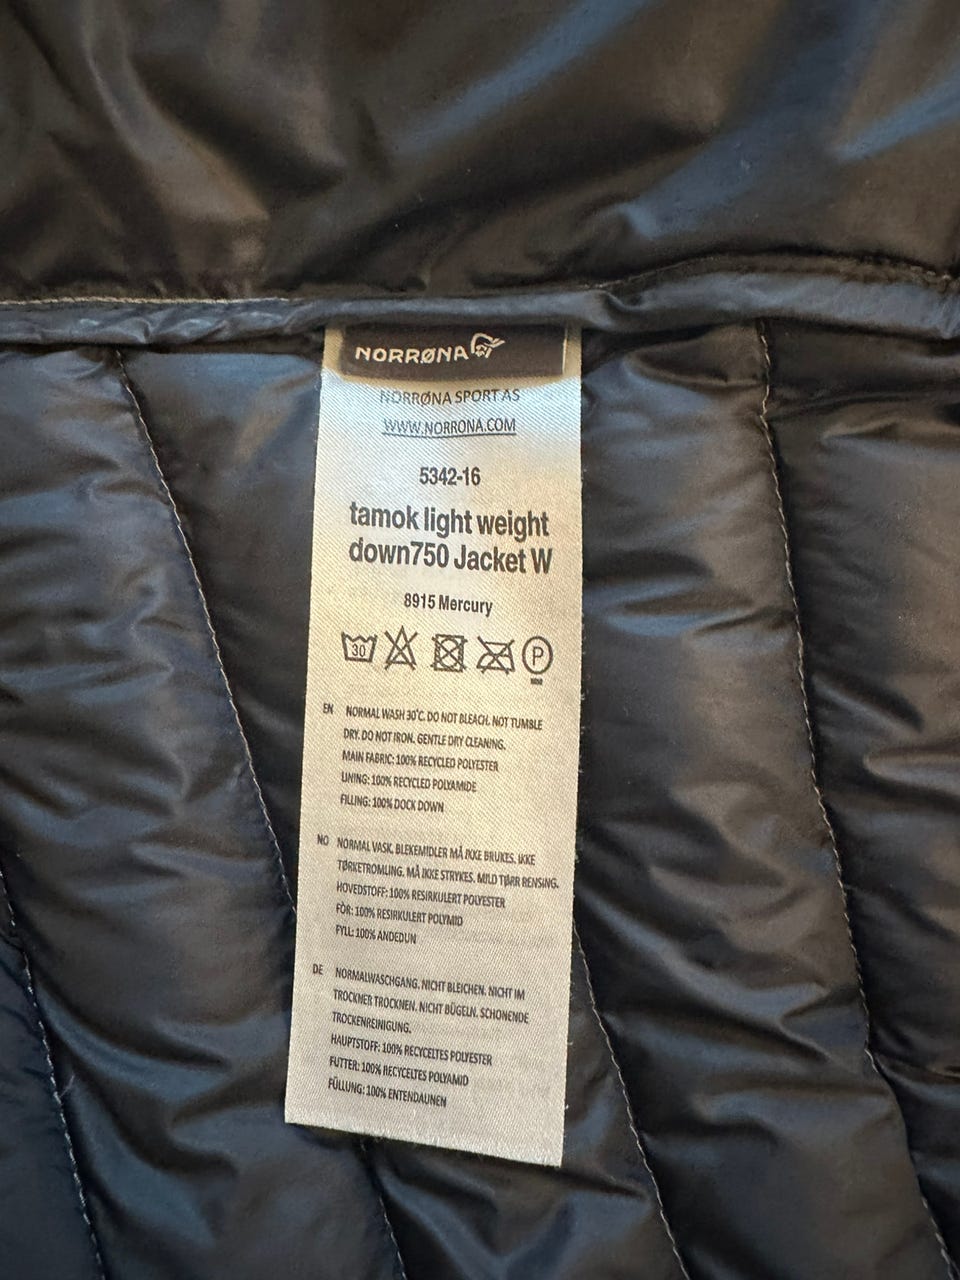 NORRØNA
NORRØNA SPORT AS
WWW.NORRONA.COM
5342-16
tamok light weight
down750 Jacket W
8915 Mercury
30 P
EN NORMAL WASH 30°C. DO NOT BLEACH. NOT TUMBLE
DRY. DO NOT IRON. GENTLE DRY CLEANING.
MAIN FABRIC: 100% RECYCLED POLYESTER
LINING: 100% RECYCLED POLYAMIDE
FILLING: 100% DOCK DOWN
NO NORMAL VASK. BLEKEMIDLER MÅ IKKE BRUKES. IKKE
TØRKETROMLING. MÅ IKKE STRYKES. MILD TØRR RENSING.
HOVEDSTOFF: 100% RESIRKULERT POLYESTER
FÒR: 100% RESIRKULERT POLYMID
FYLL: 100% ANDEDUN
DE NORMALWASCHGANG. NICHT BLEICHEN. NICHT IM
TROCKNER TROCKNEN. NICHT BÜGELN. SCHONENDE
TROCKENREINIGUNG.
HAUPTSTOFF: 100% RECYCELTES POLYESTER
FUTTER: 100% RECYCELTES POLYAMID
FÜLLUNG: 100% ENTENDAUNEN